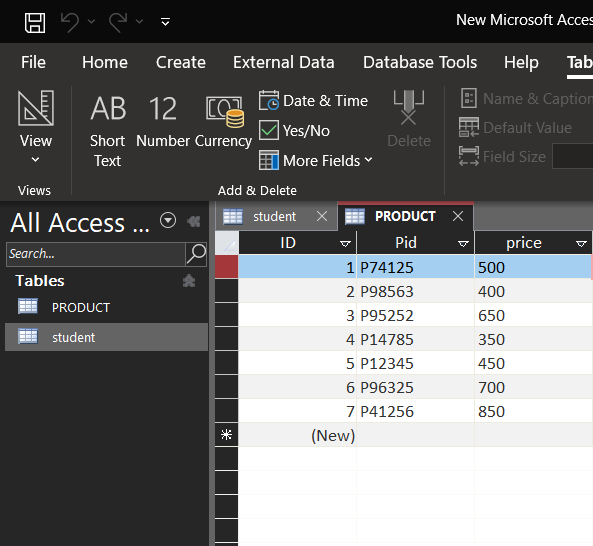 New Microsoft Acces
File Home Create External Data Database Tools Help Tab
View
Short Text
12 Number
Currency
Date & Time
Yes/No
More Fields
Delete
Name & Caption
Default Value
Field Size
Views
Add & Delete
All Access ...
Search...
Tables
PRODUCT
student
student PRODUCT
ID Pid price
1 P74125 500
2 P98563 400
3 P95252 650
4 P14785 350
5 P12345 450
6 P96325 700
7 P41256 850
(New)